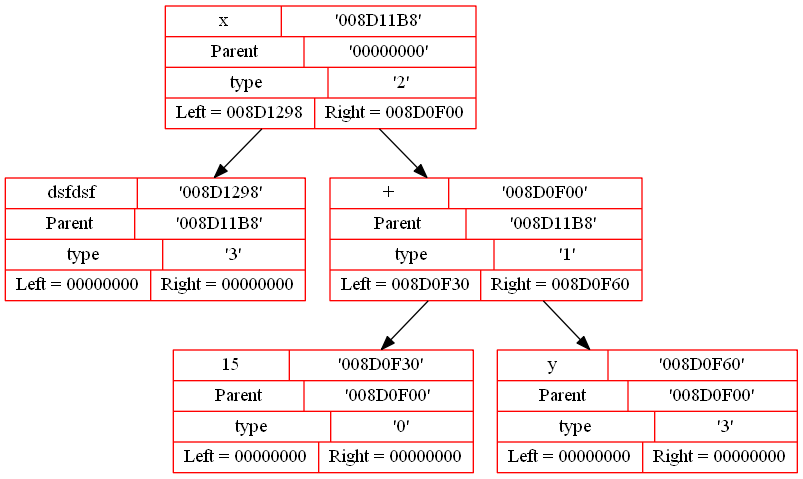 x '008D11B8'
Parent '00000000'
type '2'
Left = 008D1298 Right = 008D0F00
dsfdsf '008D1298'
Parent '008D11B8'
type '3'
Left = 00000000 Right = 00000000
+ '008D0F00'
Parent '008D11B8'
type '1'
Left = 008D0F30 Right = 008D0F60
15 '008D0F30'
Parent '008D0F00'
type '0'
Left = 00000000 Right = 00000000
y '008D0F60'
Parent '008D0F00'
type '3'
Left = 00000000 Right = 00000000